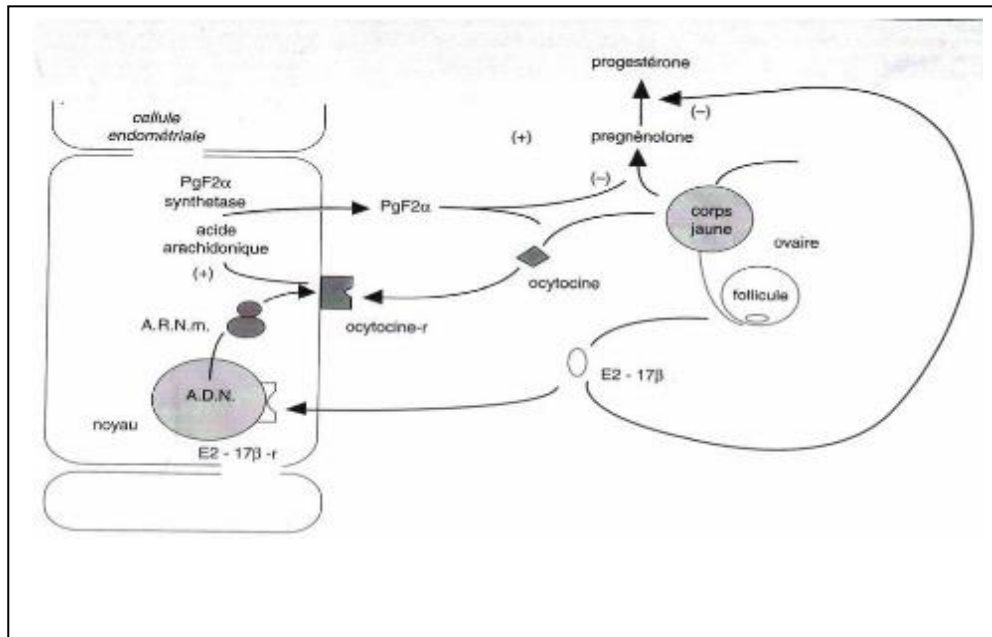 progestérone
(-)
cellule
endométriale
(+)
pregnènolone
PgF2α
synthetase
(-)
PgF2α
corps
jaune
acide
arachidonique
ovaire
(+)
ocytocine
follicule
A.R.N.m.
ocytocine-r
E2 - 17β
A.D.N.
noyau
E2 - 17β -r